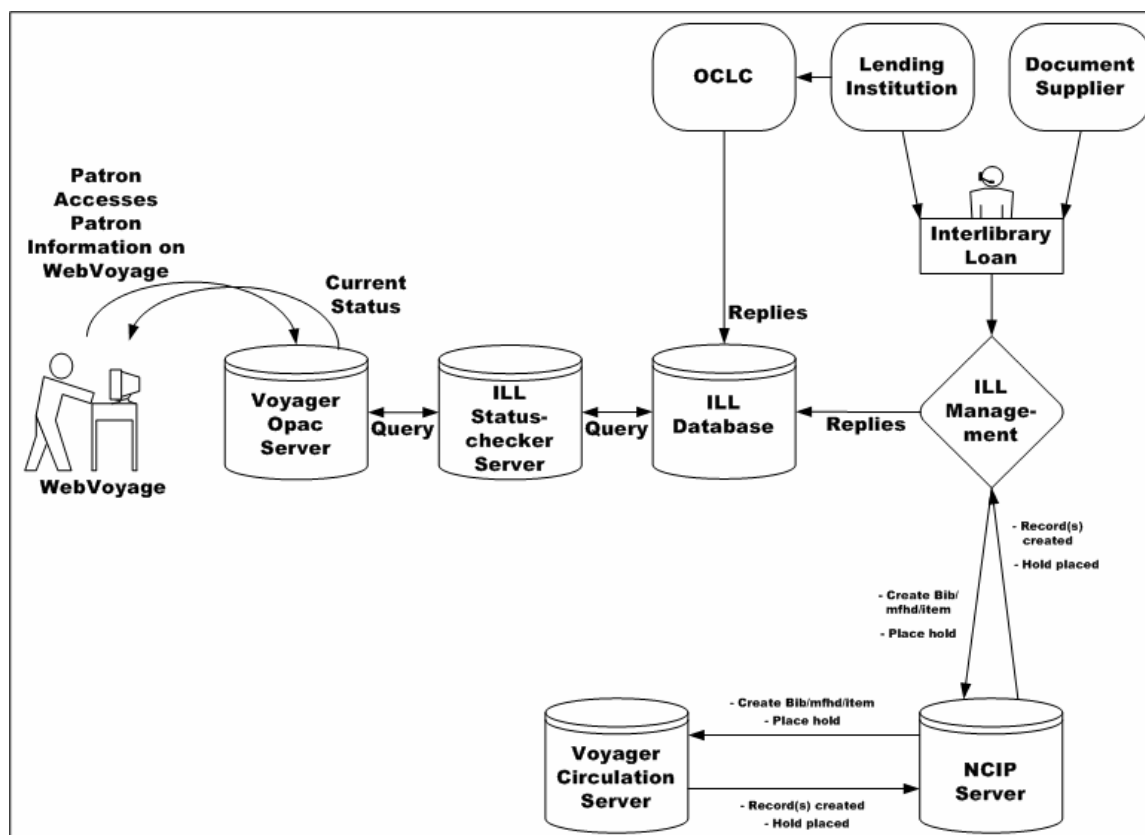 OCLC
Lending
Institution
Document
Supplier
Patron
Accesses
Patron
Information on
WebVoyage
Current
Status
Interlibrary
Loan
Replies
Voyager
Opac
Server
Query
ILL
Status-
checker
Server
Query
ILL
Database
Replies
ILL
Manage-
ment
WebVoyage
- Record(s)
created
- Hold placed
- Create Bib/
mfhd/item
- Place hold
- Create Bib/mfhd/item
- Place hold
Voyager
Circulation
Server
NCIP
Server
- Record(s) created
- Hold placed